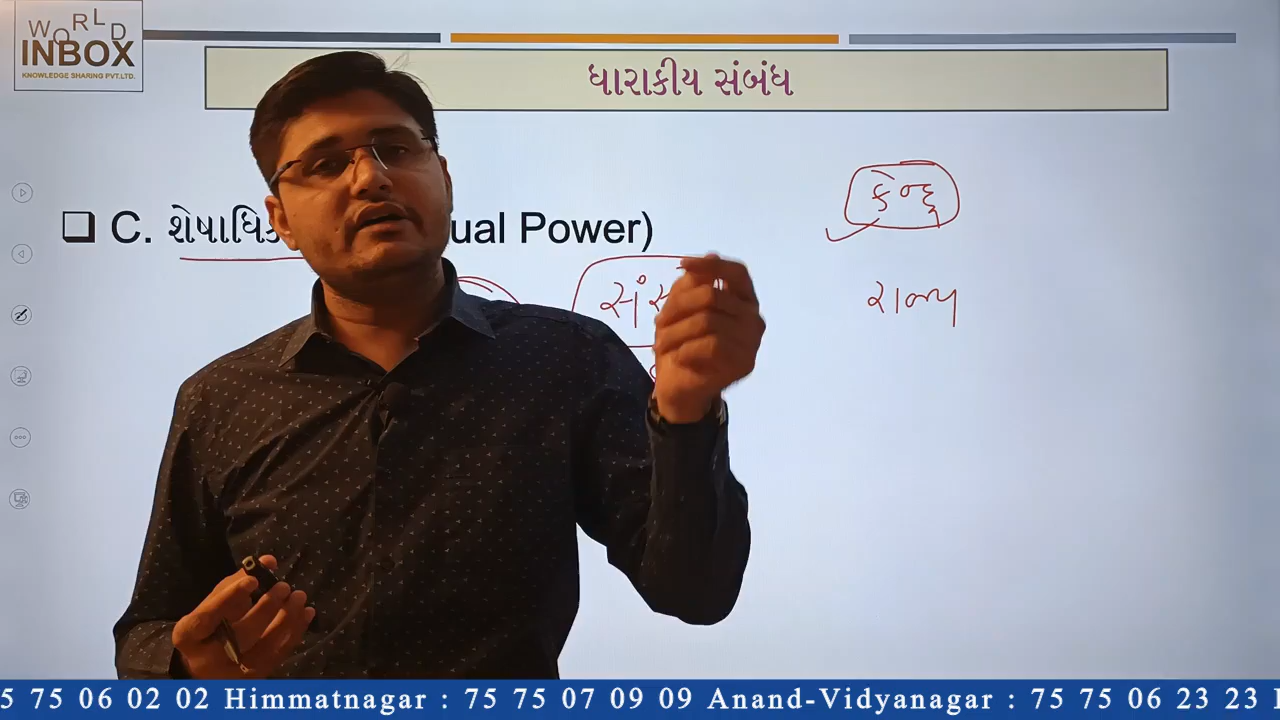 WORLD
INBOX
KNOWLEDGE SHARING PVT.LTD.
ધારાકીય સંબંધ
કેન્દ્ર
C. શેષાધિક ual Power)
રાજ્ય
5 75 06 02 02 Himmatnagar : 75 75 07 09 09 Anand-Vidyanagar : 75 75 06 23 23